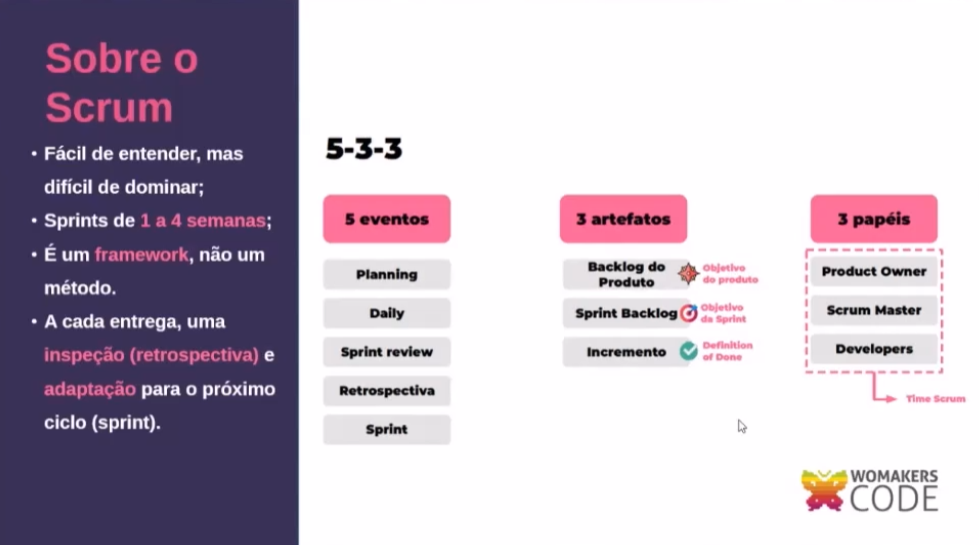 Sobre o
Scrum
• Fácil de entender, mas
difícil de dominar;
• Sprints de 1 a 4 semanas;
• É um framework, não um
método.
• A cada entrega, uma
inspeção (retrospectiva) e
adaptação para o próximo
ciclo (sprint).
5-3-3
5 eventos
Planning
Daily
Sprint review
Retrospectiva
Sprint
3 artefatos
Backlog do
Produto
Objetivo
do produto
Sprint Backlog
Objetivo
da Sprint
Incremento
Definition
of Done
3 papéis
Product Owner
Scrum Master
Developers
Time Scrum
WOMAKERS
CODE